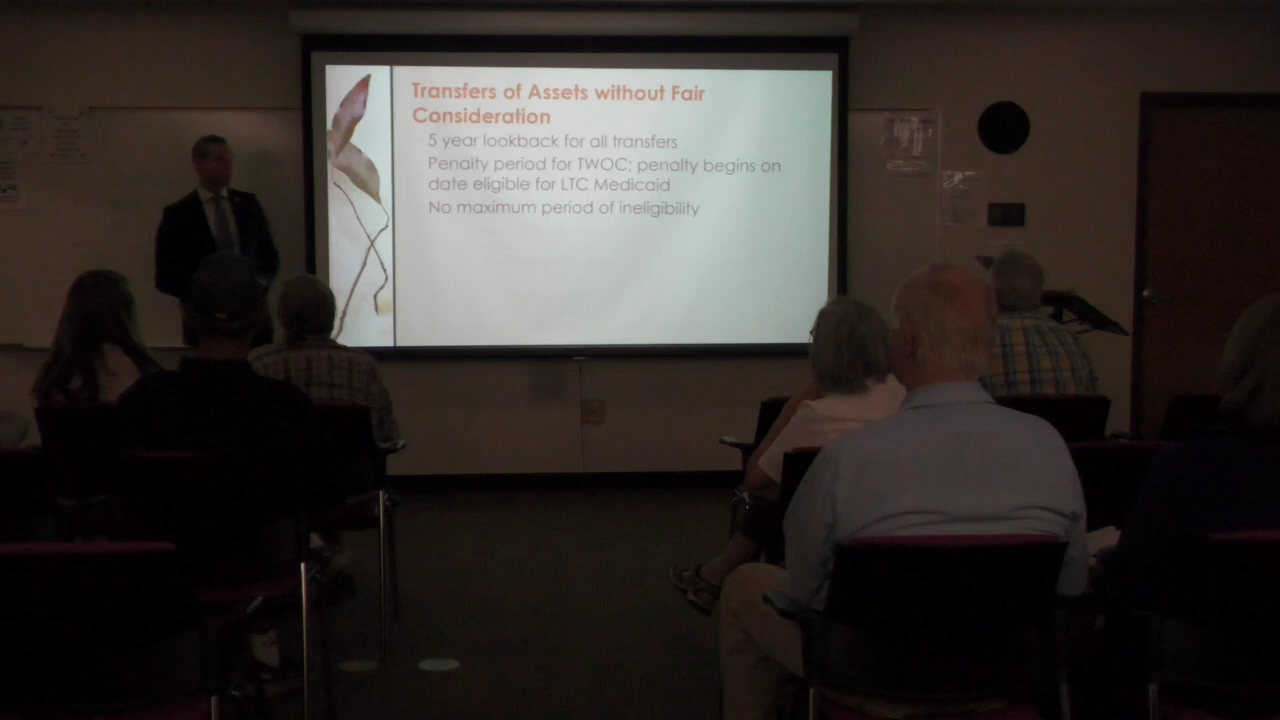 Transfers of Assets without Fair
Consideration
5 year lookback for all transfers
Penalty period for TWOC; penalty begins on
date eligible for LTC Medicaid
No maximum period of ineligibility